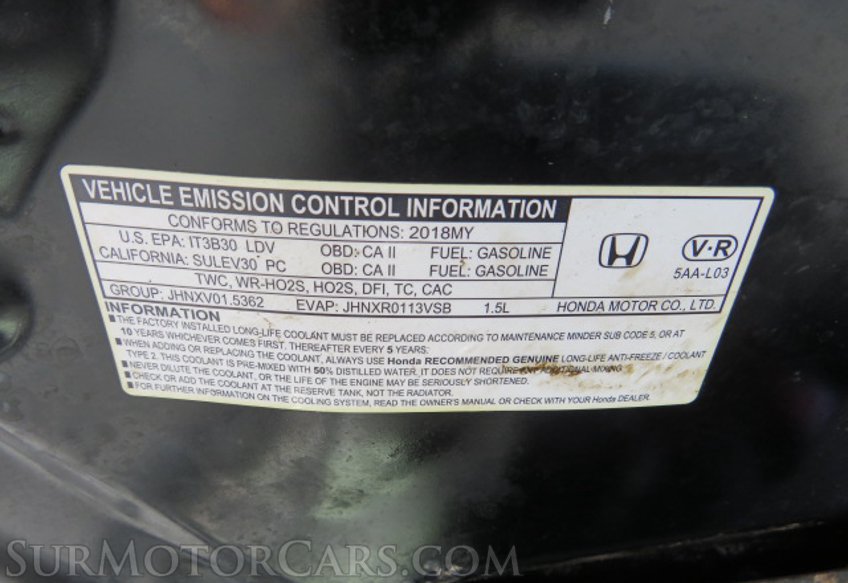 VEHICLE EMISSION CONTROL INFORMATION
CONFORMS TO REGULATIONS: 2018MY
U.S. EPA: IT3B30 LDV OBD: CA II FUEL: GASOLINE
CALIFORNIA: SULEV30 PC OBD: CA II FUEL: GASOLINE
TWC, WR-HO2S, HO2S, DFI, TC, CAC
GROUP: JHNXV01.5362 EVAP: JHNXR0113VSB 1.5L
V·R
5AA-L03
HONDA MOTOR CO., LTD.
INFORMATION
■ THE FACTORY INSTALLED LONG-LIFE COOLANT MUST BE REPLACED ACCORDING TO MAINTENANCE MINDER SUB CODE 5, OR AT
10 YEARS WHICHEVER COMES FIRST. THEREAFTER EVERY 5 YEARS.
■ WHEN ADDING OR REPLACING THE COOLANT, ALWAYS USE Honda RECOMMENDED GENUINE LONG-LIFE ANTI-FREEZE / COOLANT
TYPE 2. THIS COOLANT IS PRE-MIXED WITH 50% DISTILLED WATER. IT DOES NOT REQUIRE ANY ADDITIONAL MIXING.
■ NEVER DILUTE THE COOLANT, OR THE LIFE OF THE ENGINE MAY BE SERIOUSLY SHORTENED.
■ CHECK AND ADD COOLANT AT THE RESERVE TANK, NOT THE RADIATOR.
■ FOR FURTHER INFORMATION ON THE COOLING SYSTEM, READ THE OWNER'S MANUAL OR CHECK WITH YOUR Honda DEALER.
SURMOTORCARS.COM